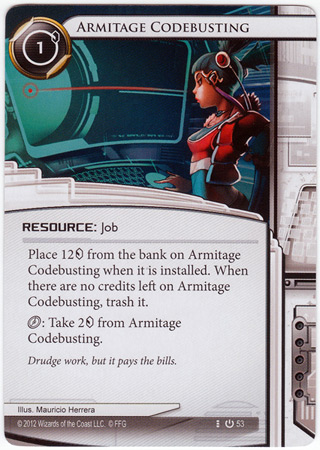 ARMITAGE CODEBUSTING
1
RESOURCE: Job
Place 12 from the bank on Armitage
Codebusting when it is installed. When
there are no credits left on Armitage
Codebusting, trash it.
: Take 2 from Armitage
Codebusting.
Drudge work, but it pays the bills.
Illus. Mauricio Herrera
© 2012 Wizards of the Coast LLC. © FFG
53